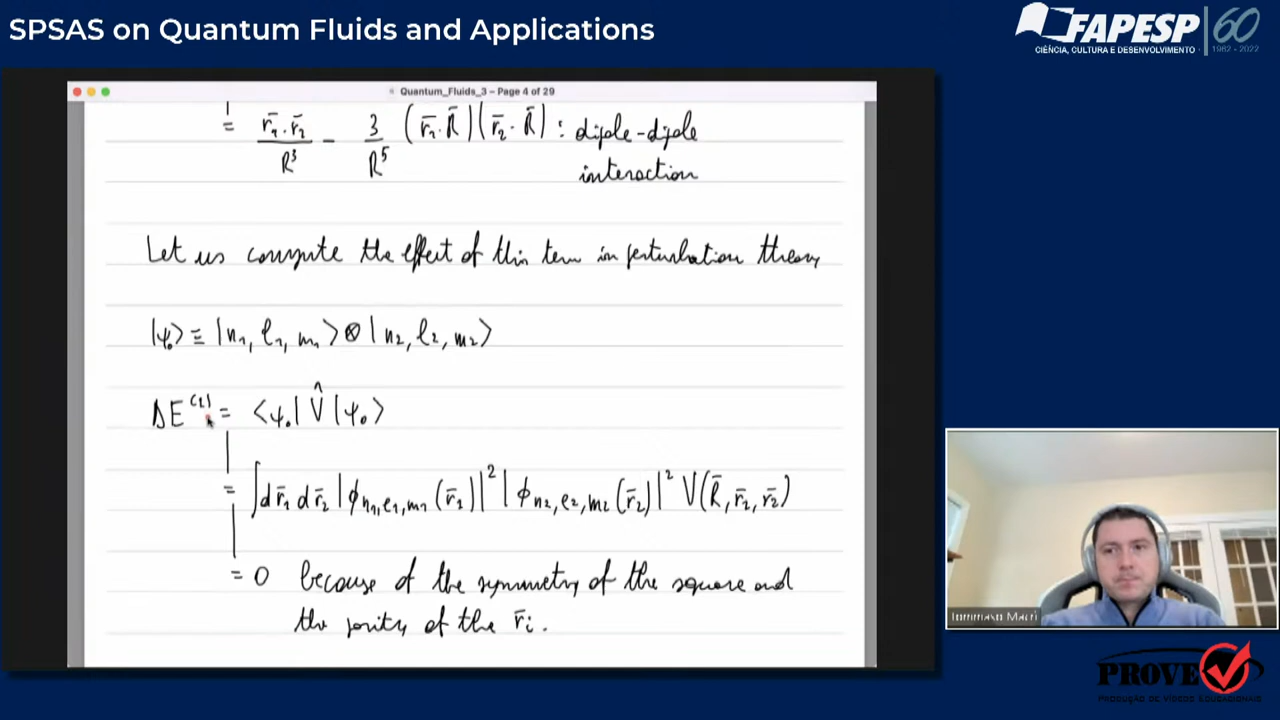 SPSAS on Quantum Fluids and Applications
FAPESP 60
CIÊNCIA, CULTURA E DESENVOLVIMENTO
1962 - 2022
Quantum_Fluids_3 – Page 4 of 29
= r̄₁·r̄₂/R³ − 3/R⁵ (r̄₁·R̄)(r̄₂·R̄) : dipole-dipole
interaction
Let us compute the effect of this term in perturbation theory
|ψ₀⟩ ≡ |n₁, ℓ₁, m₁⟩ ⊗ |n₂, ℓ₂, m₂⟩
ΔE⁽¹⁾ = ⟨ψ₀| V̂ |ψ₀⟩
= ∫ dr̄₁ dr̄₂ |ϕn₁,ℓ₁,m₁(r̄₁)|² |ϕn₂,ℓ₂,m₂(r̄₂)|² V(R̄, r̄₁, r̄₂)
= 0 because of the symmetry of the square and
the parity of the r̄i.
Tommaso Macrì
PROVE
PRODUÇÃO DE VÍDEOS EDUCACIONAIS